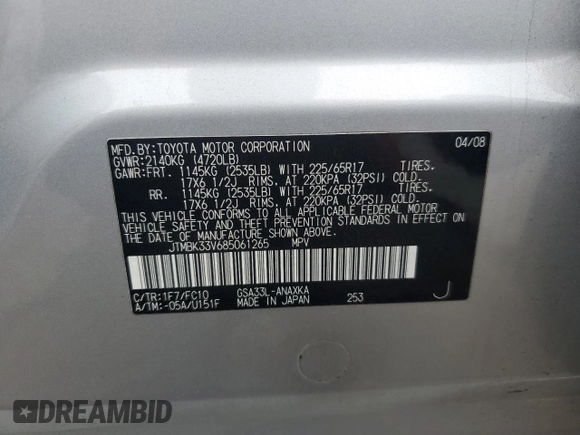 MFD.BY:TOYOTA MOTOR CORPORATION 04/08
GVWR:2140KG (4720LB)
GAWR:FRT. 1145KG (2535LB) WITH 225/65R17 TIRES.
17X6 1/2J RIMS. AT 220KPA (32PSI) COLD.
RR. 1145KG (2535LB) WITH 225/65R17 TIRES.
17X6 1/2J RIMS. AT 220KPA (32PSI) COLD.
THIS VEHICLE CONFORMS TO ALL APPLICABLE FEDERAL MOTOR
VEHICLE SAFETY AND THEFT PREVENTION STANDARDS IN EFFECT ON
THE DATE OF MANUFACTURE SHOWN ABOVE.
JTMBK33V685061265 MPV
C/TR:1F7/FC10 GSA33L-ANAXKA J
A/TM:-05A/U151F MADE IN JAPAN 253
DREAMBID